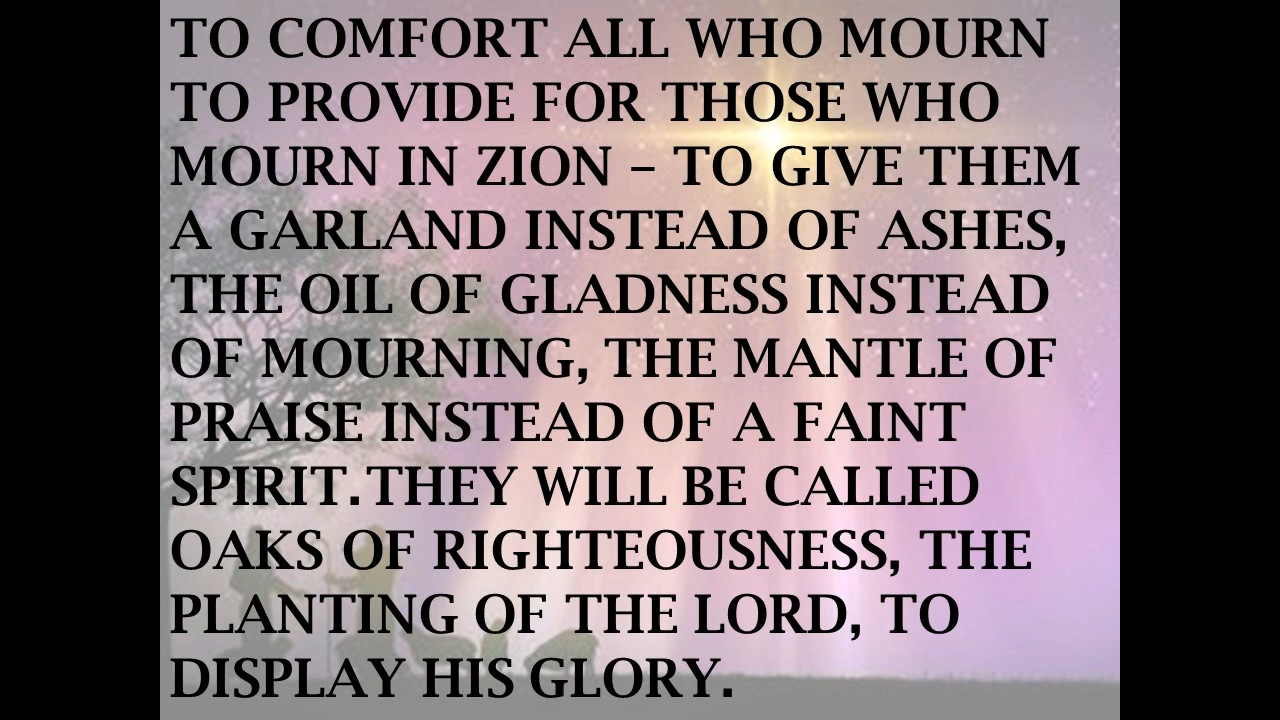 TO COMFORT ALL WHO MOURN
TO PROVIDE FOR THOSE WHO
MOURN IN ZION – TO GIVE THEM
A GARLAND INSTEAD OF ASHES,
THE OIL OF GLADNESS INSTEAD
OF MOURNING, THE MANTLE OF
PRAISE INSTEAD OF A FAINT
SPIRIT.THEY WILL BE CALLED
OAKS OF RIGHTEOUSNESS, THE
PLANTING OF THE LORD, TO
DISPLAY HIS GLORY.